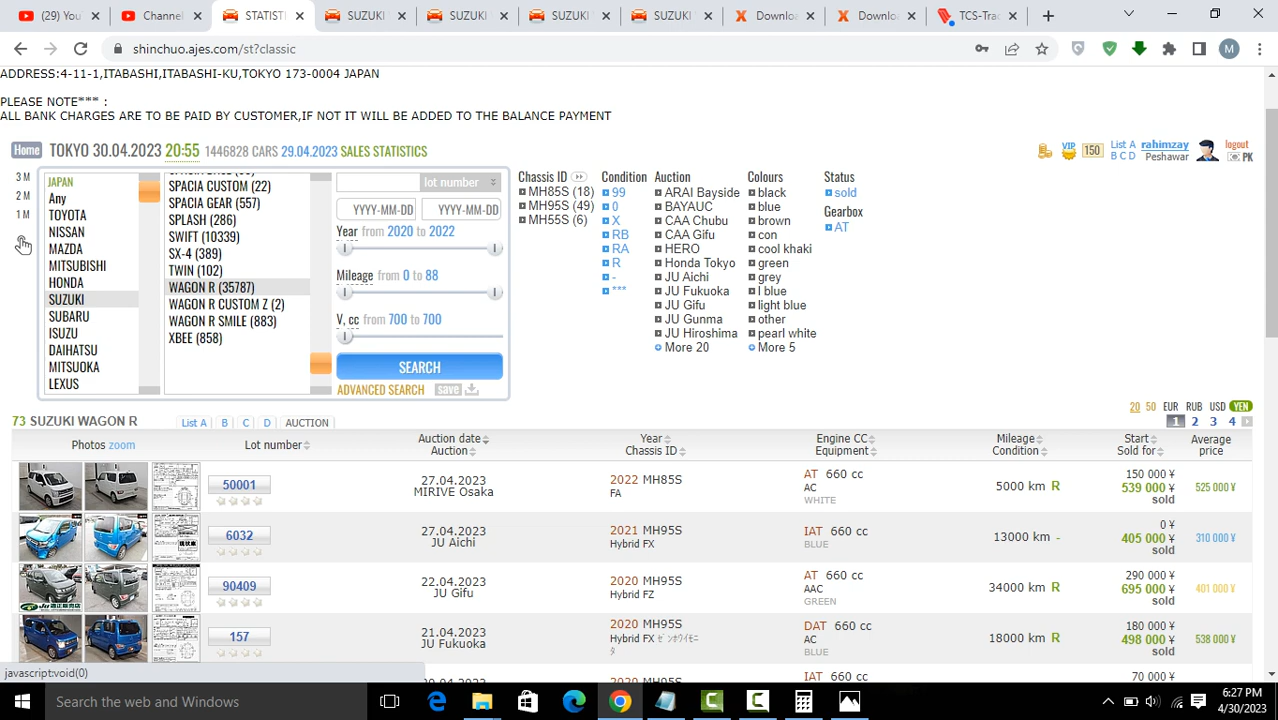 (29) You
Channel
STATIST
SUZUKI
SUZUKI
SUZUKI
SUZUKI
Downlo
Downlo
TCS-Tra
shinchuo.ajes.com/st?classic
M
ADDRESS:4-11-1,ITABASHI,ITABASHI-KU,TOKYO 173-0004 JAPAN
PLEASE NOTE*** :
ALL BANK CHARGES ARE TO BE PAID BY CUSTOMER,IF NOT IT WILL BE ADDED TO THE BALANCE PAYMENT
Home TOKYO 30.04.2023 20:55 1446828 CARS 29.04.2023 SALES STATISTICS
VIP 150 List A B C D rahimzay Peshawar logout PK
3 M
2 M
1 M
JAPAN
Any
TOYOTA
NISSAN
MAZDA
MITSUBISHI
HONDA
SUZUKI
SUBARU
ISUZU
DAIHATSU
MITSUOKA
LEXUS
SPACIA CUSTOM (22)
SPACIA GEAR (557)
SPLASH (286)
SWIFT (10339)
SX-4 (389)
TWIN (102)
WAGON R (35787)
WAGON R CUSTOM Z (2)
WAGON R SMILE (883)
XBEE (858)
lot number
YYYY-MM-DD YYYY-MM-DD
Year from 2020 to 2022
Mileage from 0 to 88
V, cc from 700 to 700
SEARCH
ADVANCED SEARCH save
Chassis ID
MH85S (18)
MH95S (49)
MH55S (6)
Condition
99
0
X
RB
RA
R
-
***
Auction
ARAI Bayside
BAYAUC
CAA Chubu
CAA Gifu
HERO
Honda Tokyo
JU Aichi
JU Fukuoka
JU Gifu
JU Gunma
JU Hiroshima
More 20
Colours
black
blue
brown
con
cool khaki
green
grey
l blue
light blue
other
pearl white
More 5
Status
sold
Gearbox
AT
20 50 EUR RUB USD YEN
73 SUZUKI WAGON R List A B C D AUCTION
1 2 3 4
Photos zoom
Lot number
Auction date
Auction
Year
Chassis ID
Engine CC
Equipment
Mileage
Condition
Start
Sold for
Average
price
50001
27.04.2023
MIRIVE Osaka
2022 MH85S
FA
AT 660 cc
AC
WHITE
5000 km R
150 000 ¥
539 000 ¥
sold
525 000 ¥
6032
27.04.2023
JU Aichi
2021 MH95S
Hybrid FX
IAT 660 cc
BLUE
13000 km -
0 ¥
405 000 ¥
sold
310 000 ¥
90409
22.04.2023
JU Gifu
2020 MH95S
Hybrid FZ
AT 660 cc
AAC
GREEN
34000 km R
290 000 ¥
695 000 ¥
sold
401 000 ¥
157
21.04.2023
JU Fukuoka
2020 MH95S
Hybrid FX ｾﾞﾝﾎｳｲﾓﾆ
ﾀ
DAT 660 cc
AC
BLUE
18000 km R
180 000 ¥
498 000 ¥
sold
538 000 ¥
70 000 ¥
javascript:void(0)
Search the web and Windows
6:27 PM
4/30/2023